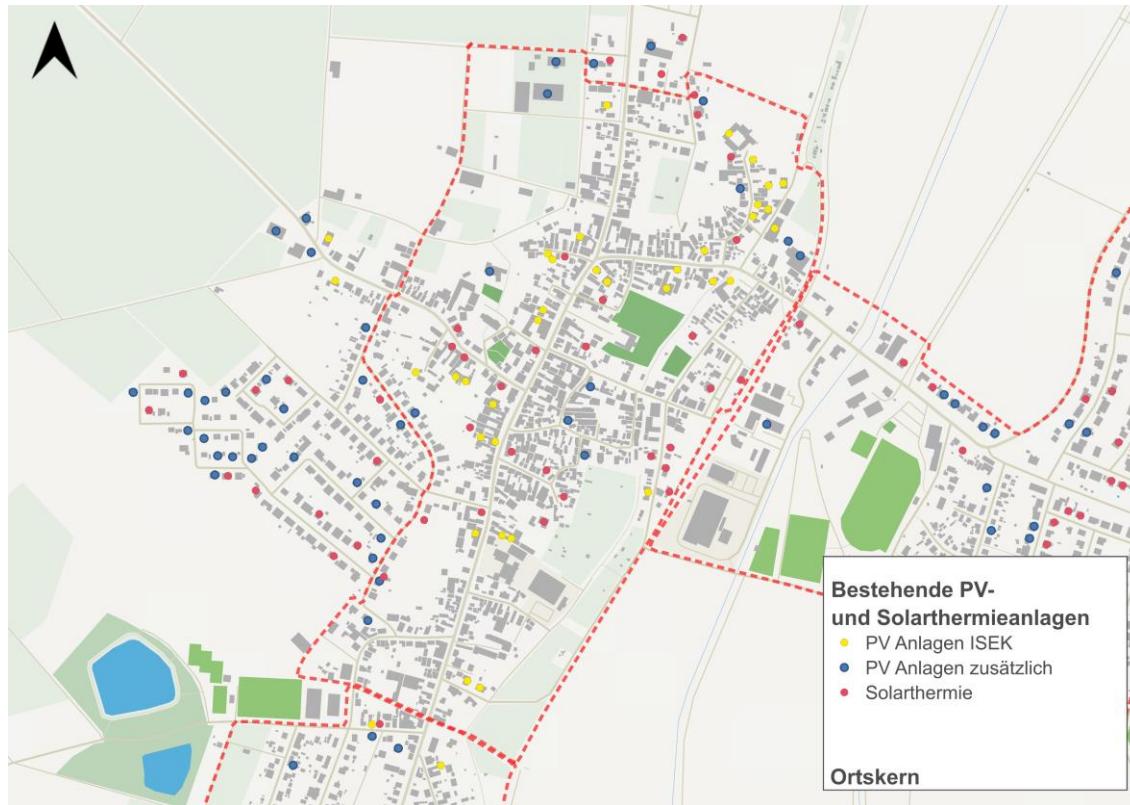 Bestehende PV-
und Solarthermieanlagen
PV Anlagen ISEK
PV Anlagen zusätzlich
Solarthermie
Ortskern